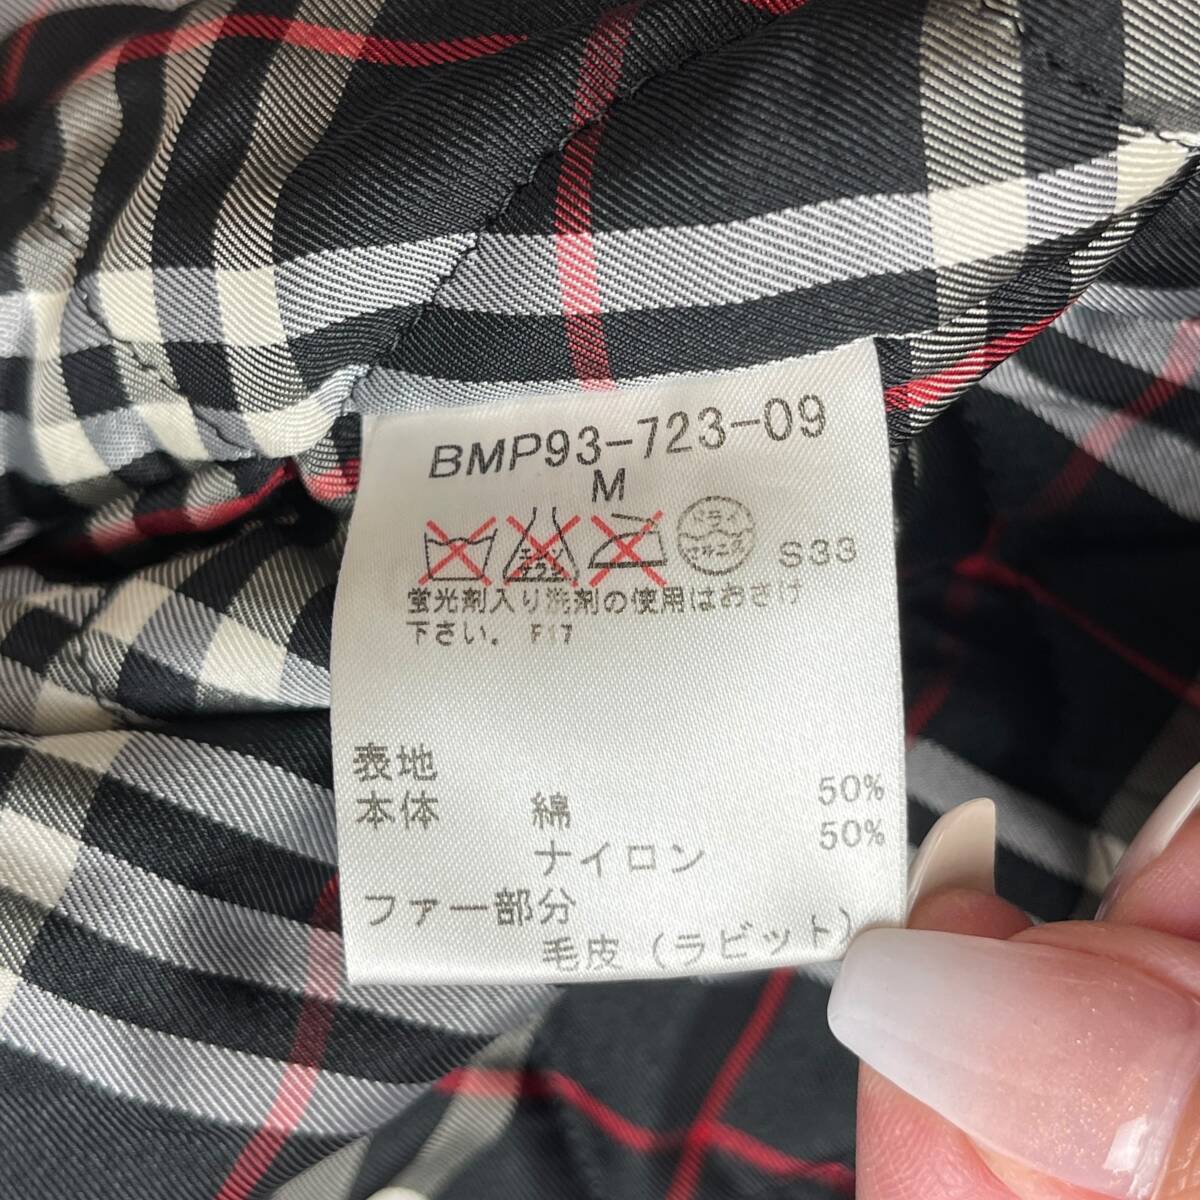 BMP93-723-09
M
S33
蛍光剤入り洗剤の使用はおさけ
下さい。 F17
表地
本体 綿 50%
ナイロン 50%
ファー部分
毛皮(ラビット)